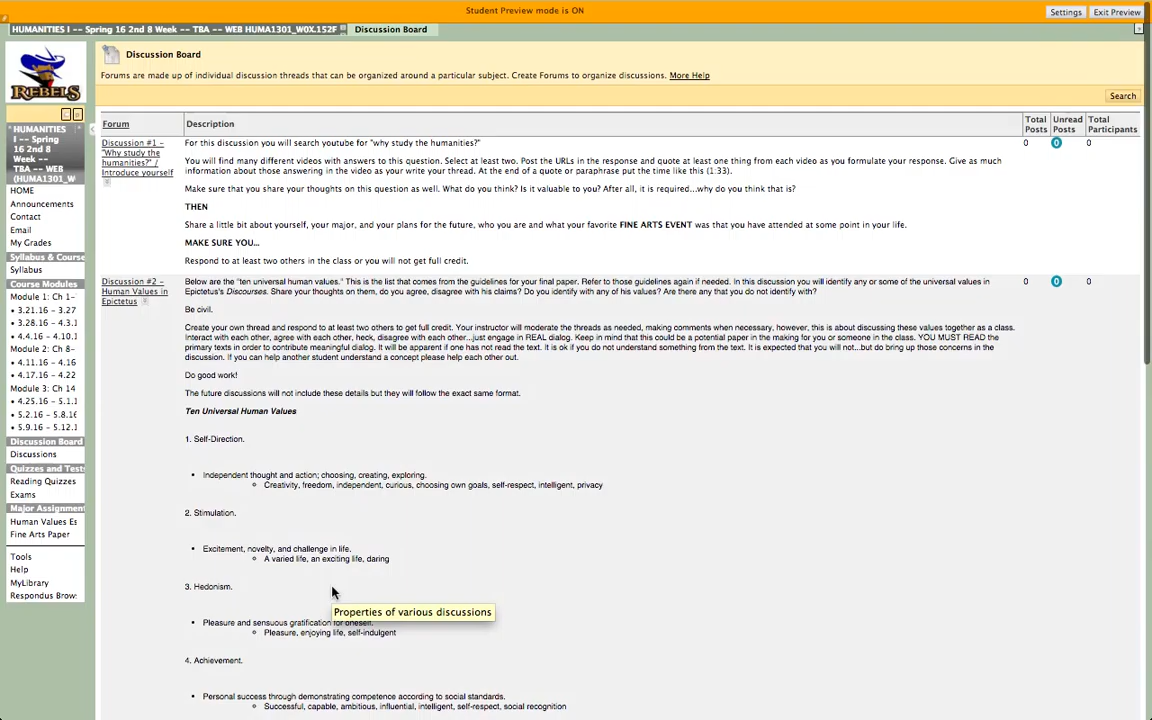 Student Preview mode is ON
Settings
Exit Preview
HUMANITIES I -- Spring 16 2nd 8 Week -- TBA -- WEB HUMA1301_W0X.152F
Discussion Board
REBELS
HUMANITIES
I -- Spring
16 2nd 8
Week --
TBA -- WEB
(HUMA1301_W
HOME
Announcements
Contact
Email
My Grades
Syllabus & Course
Syllabus
Course Modules
Module 1: Ch 1-
• 3.21.16 - 3.27
• 3.28.16 - 4.3.1
• 4.4.16 - 4.10.1
Module 2: Ch 8-
• 4.11.16 - 4.16
• 4.17.16 - 4.22
Module 3: Ch 14
• 4.25.16 - 5.1.1
• 5.2.16 - 5.8.16
• 5.9.16 - 5.12.1
Discussion Board
Discussions
Quizzes and Tests
Reading Quizzes
Exams
Major Assignment
Human Values Es
Fine Arts Paper
Tools
Help
MyLibrary
Respondus Brow
Discussion Board
Forums are made up of individual discussion threads that can be organized around a particular subject. Create Forums to organize discussions. More Help
Search
Forum
Description
Total Posts
Unread Posts
Total Participants
Discussion #1 -
"Why study the
humanities?" /
Introduce yourself
For this discussion you will search youtube for "why study the humanities?"
You will find many different videos with answers to this question. Select at least two. Post the URLs in the response and quote at least one thing from each video as you formulate your response. Give as much
information about those answering in the video as your write your thread. At the end of a quote or paraphrase put the time like this (1:33).
Make sure that you share your thoughts on this question as well. What do you think? Is it valuable to you? After all, it is required...why do you think that is?
THEN
Share a little bit about yourself, your major, and your plans for the future, who you are and what your favorite FINE ARTS EVENT was that you have attended at some point in your life.
MAKE SURE YOU...
Respond to at least two others in the class or you will not get full credit.
0
0
0
Discussion #2 -
Human Values in
Epictetus
Below are the "ten universal human values." This is the list that comes from the guidelines for your final paper. Refer to those guidelines again if needed. In this discussion you will identify any or some of the universal values in
Epictetus's Discourses. Share your thoughts on them, do you agree, disagree with his claims? Do you identify with any of his values? Are there any that you do not identify with?
Be civil.
Create your own thread and respond to at least two others to get full credit. Your instructor will moderate the threads as needed, making comments when necessary, however, this is about discussing these values together as a class.
Interact with each other, agree with each other, heck, disagree with each other...just engage in REAL dialog. Keep in mind that this could be a potential paper in the making for you or someone in the class. YOU MUST READ the
primary texts in order to contribute meaningful dialog. It will be apparent if one has not read the text. It is ok if you do not understand something from the text. It is expected that you will not...but do bring up those concerns in the
discussion. If you can help another student understand a concept please help each other out.
Do good work!
The future discussions will not include these details but they will follow the exact same format.
0
0
0
Ten Universal Human Values
1. Self-Direction.
• Independent thought and action; choosing, creating, exploring.
Creativity, freedom, independent, curious, choosing own goals, self-respect, intelligent, privacy
2. Stimulation.
• Excitement, novelty, and challenge in life.
A varied life, an exciting life, daring
3. Hedonism.
Properties of various discussions
• Pleasure and sensuous gratification for oneself.
Pleasure, enjoying life, self-indulgent
4. Achievement.
• Personal success through demonstrating competence according to social standards.
Successful, capable, ambitious, influential, intelligent, self-respect, social recognition